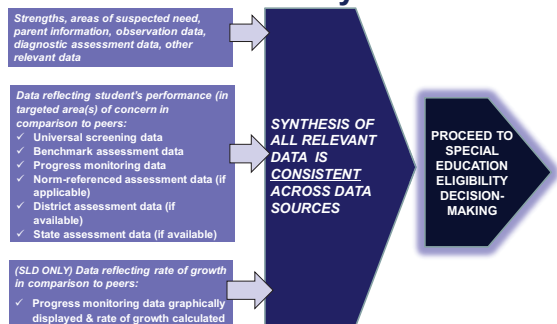 Strengths, areas of suspected need,
parent information, observation data,
diagnostic assessment data, other
relevant data
Data reflecting student's performance (in
targeted area(s) of concern in
comparison to peers:
✓ Universal screening data
✓ Benchmark assessment data
✓ Progress monitoring data
✓ Norm-referenced assessment data (if
applicable)
✓ District assessment data (if
available)
✓ State assessment data (if available)
(SLD ONLY) Data reflecting rate of growth
in comparison to peers:
✓ Progress monitoring data graphically
displayed & rate of growth calculated
SYNTHESIS OF
ALL RELEVANT
DATA IS
CONSISTENT
ACROSS DATA
SOURCES
PROCEED TO
SPECIAL
EDUCATION
ELIGIBILITY
DECISION-
MAKING